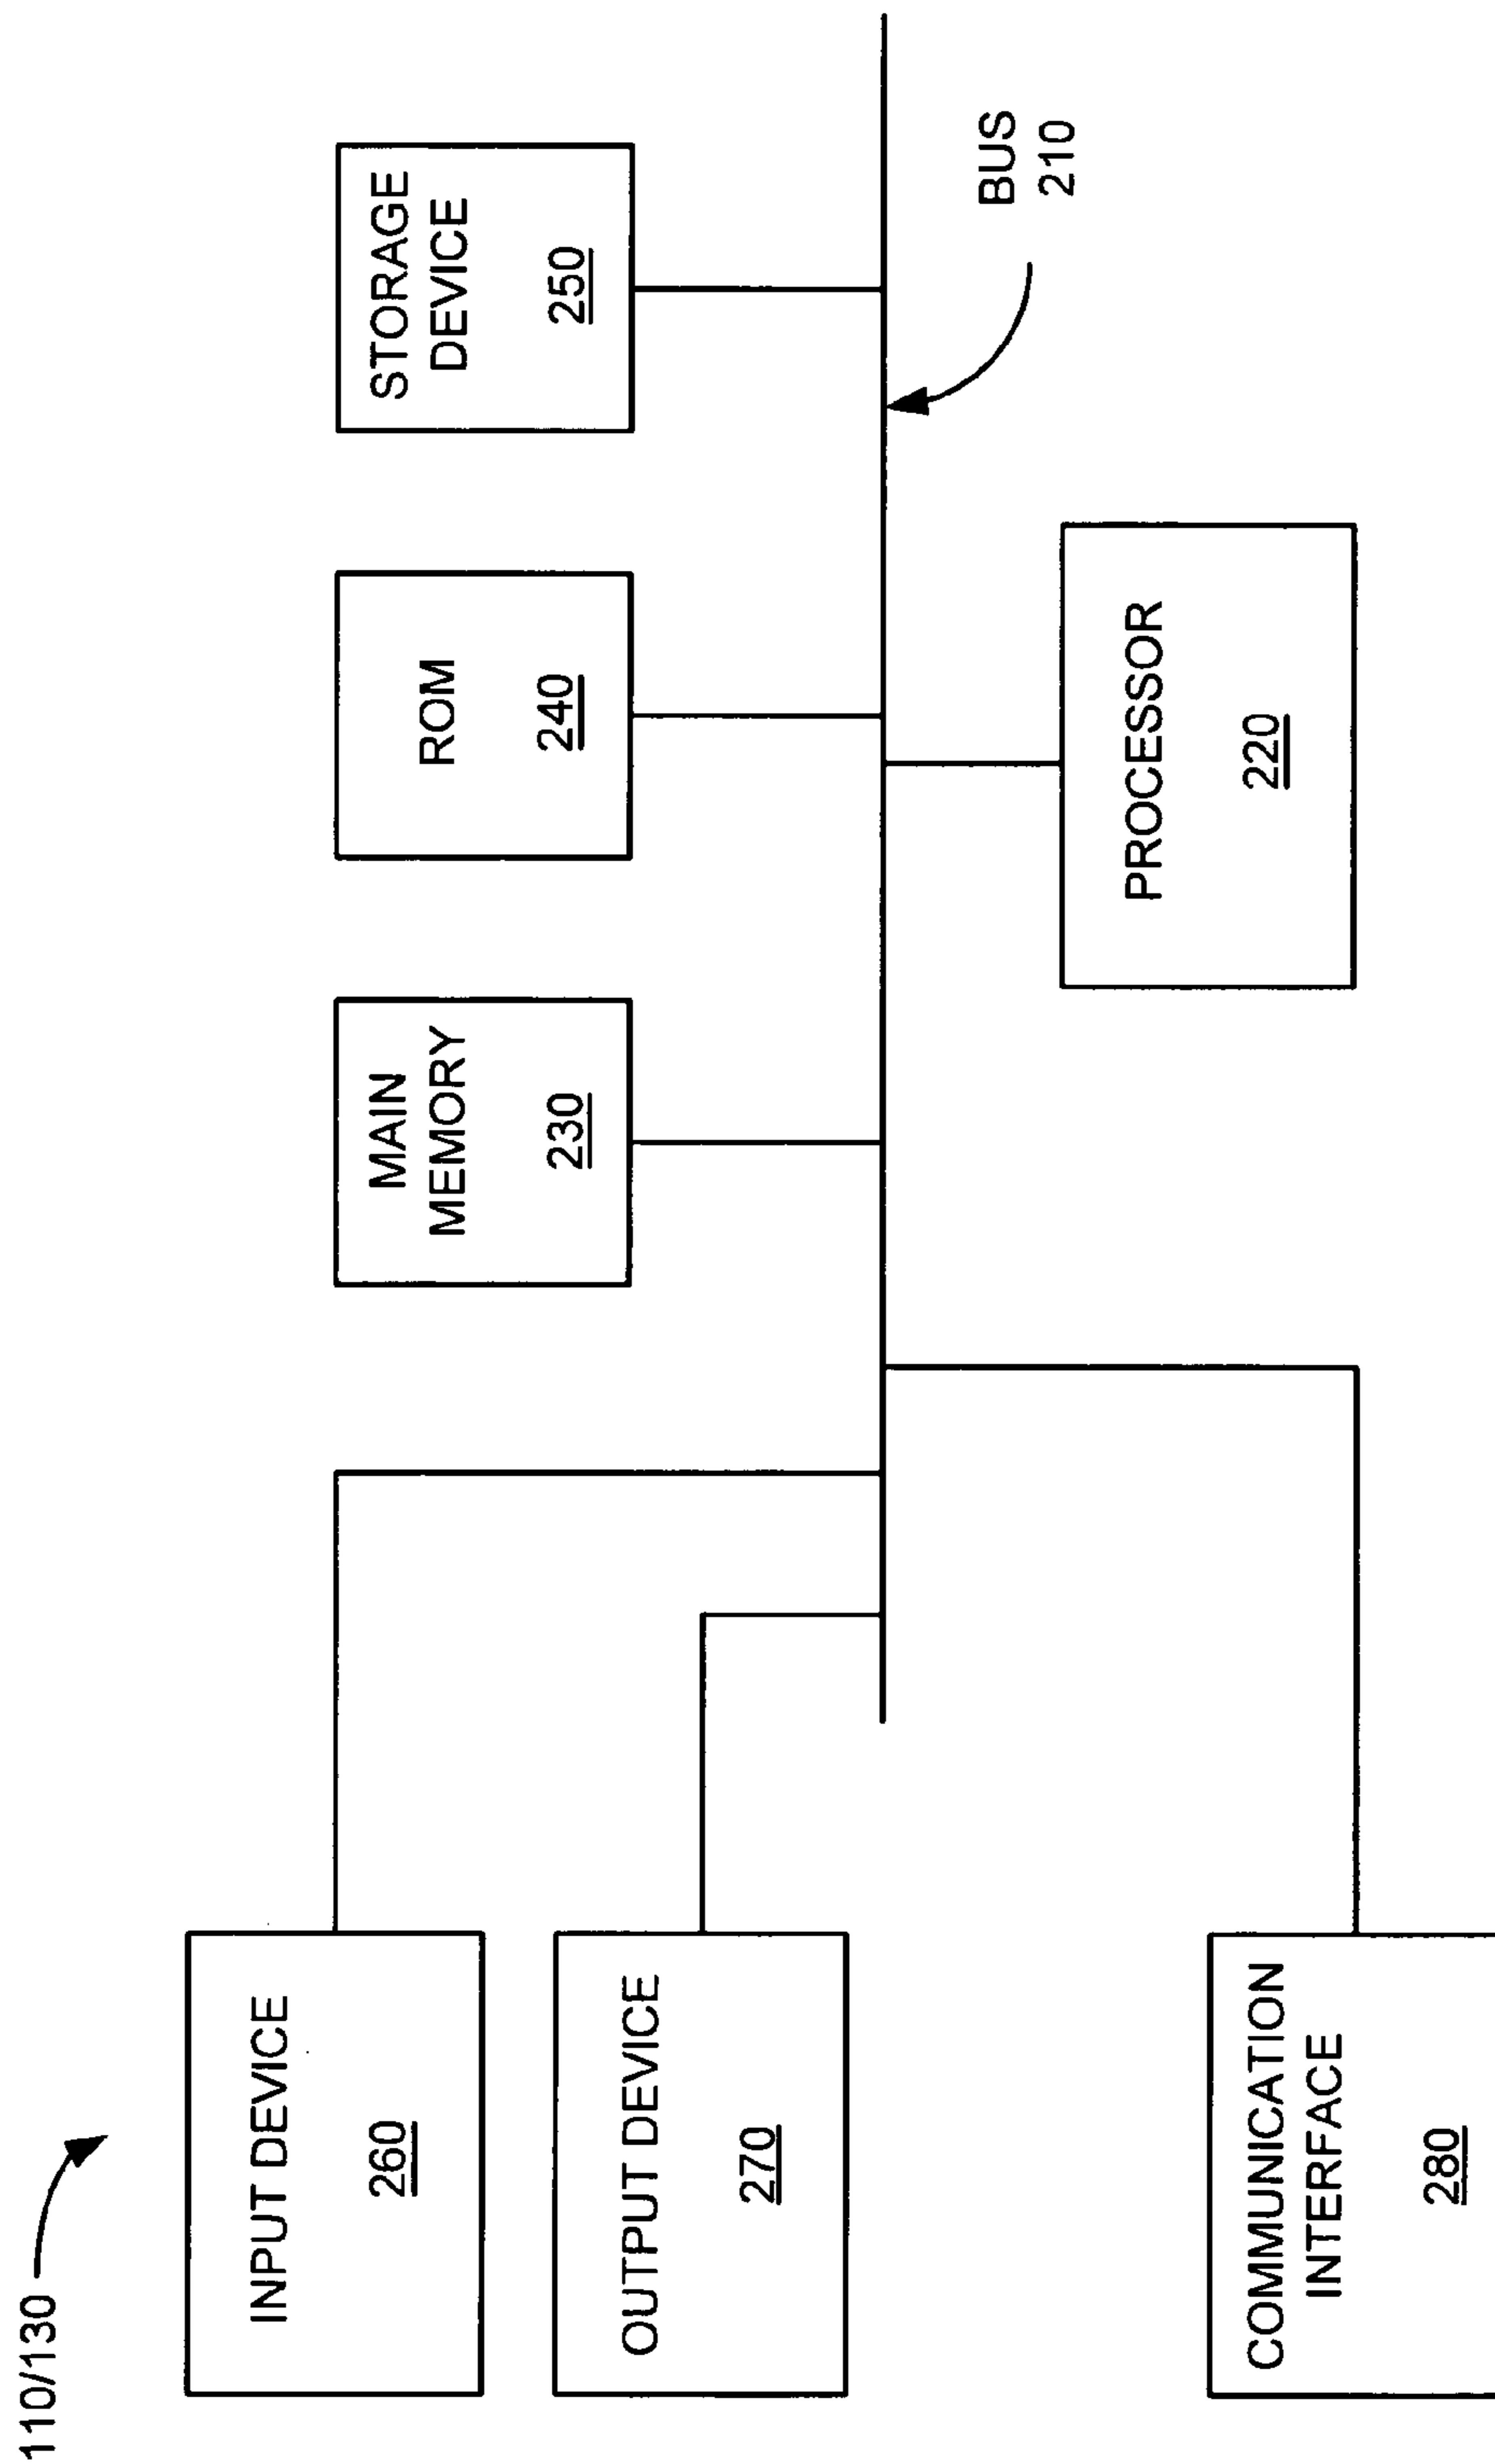 110/130
INPUT DEVICE
260
OUTPUT DEVICE
270
COMMUNICATION
INTERFACE
280
MAIN
MEMORY
230
ROM
240
STORAGE
DEVICE
250
BUS
210
PROCESSOR
220